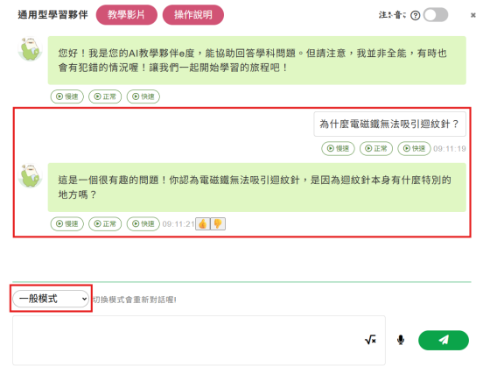 通用型學習夥伴 教學影片 操作說明 注音: ×
您好！我是您的AI教學夥伴e度，能協助回答學科問題。但請注意，我並非全能，有時也
會有犯錯的情況喔！讓我們一起開始學習的旅程吧！
慢速 正常 快速
為什麼電磁鐵無法吸引迴紋針？
慢速 正常 快速 09:11:19
這是一個很有趣的問題！你認為電磁鐵無法吸引迴紋針，是因為迴紋針本身有什麼特別的
地方嗎？
慢速 正常 快速 09:11:21
一般模式 切換模式會重新對話喔!